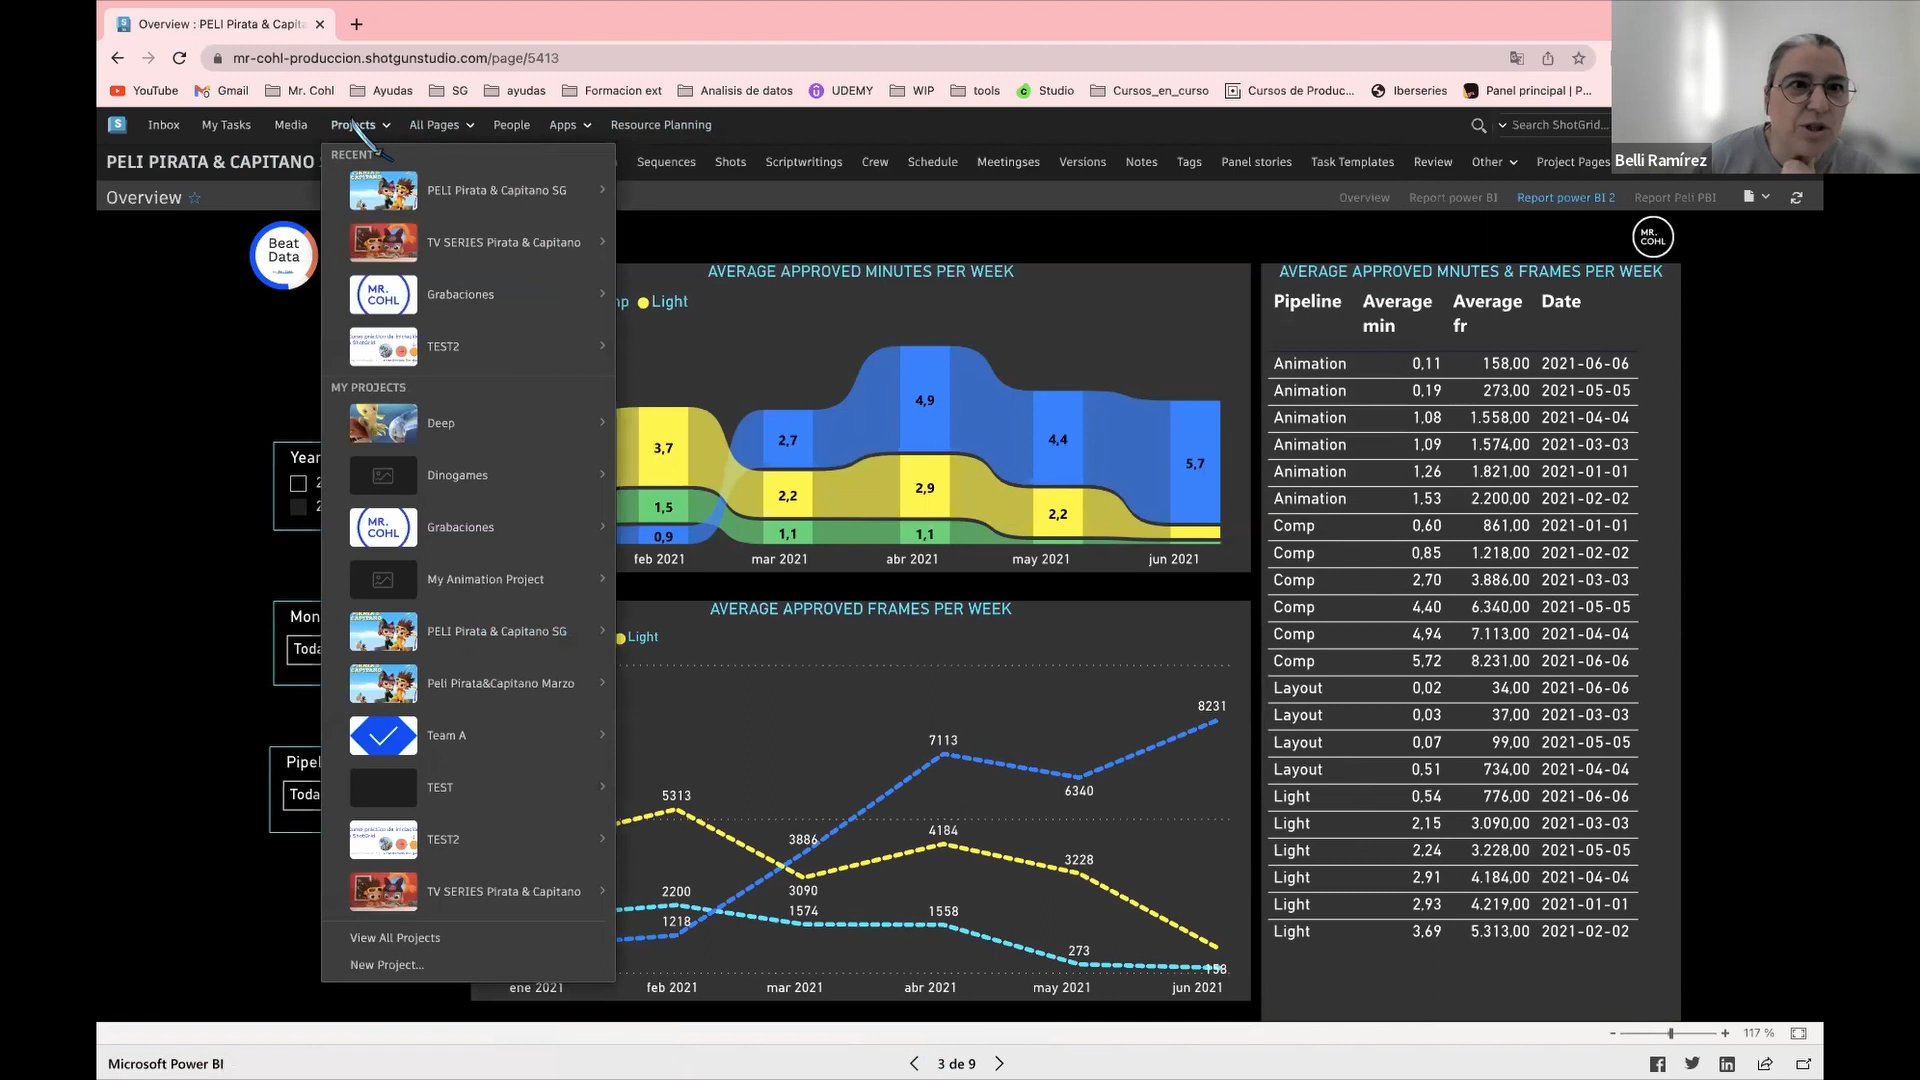 Overview : PELI Pirata & Capita
mr-cohl-produccion.shotgunstudio.com/page/5413
YouTube Gmail Mr. Cohl Ayudas SG ayudas Formacion ext Analisis de datos UDEMY WIP tools Studio Cursos_en_curso Cursos de Produc... Iberseries Panel principal | P...
Inbox My Tasks Media Projects All Pages People Apps Resource Planning Search ShotGrid...
Belli Ramírez
PELI PIRATA & CAPITANO Sequences Shots Scriptwritings Crew Schedule Meetingses Versions Notes Tags Panel stories Task Templates Review Other Project Pages
Overview Overview Report power BI Report power BI 2 Report Peli PBI
RECENT
PELI Pirata & Capitano SG
TV SERIES Pirata & Capitano
MR. COHL Grabaciones
TEST2
MY PROJECTS
Deep
Dinogames
MR. COHL Grabaciones
My Animation Project
PELI Pirata & Capitano SG
Peli Pirata&Capitano Marzo
Team A
TEST
TEST2
TV SERIES Pirata & Capitano
View All Projects
New Project...
Beat
Data
MR.
COHL
Year
Mon
Toda
Pipel
Toda
AVERAGE APPROVED MINUTES PER WEEK
Light
4,9
3,7 2,7 4,4 5,7
2,2 2,9 2,2
1,5
0,9 1,1 1,1
feb 2021 mar 2021 abr 2021 may 2021 jun 2021
AVERAGE APPROVED FRAMES PER WEEK
Light
8231
7113
5313 6340
3886 4184 3228
2200 3090
1218 1574 1558
273
158
ene 2021 feb 2021 mar 2021 abr 2021 may 2021 jun 2021
AVERAGE APPROVED MNUTES & FRAMES PER WEEK
Pipeline Average min Average fr Date
Animation 0,11 158,00 2021-06-06
Animation 0,19 273,00 2021-05-05
Animation 1,08 1.558,00 2021-04-04
Animation 1,09 1.574,00 2021-03-03
Animation 1,26 1.821,00 2021-01-01
Animation 1,53 2.200,00 2021-02-02
Comp 0,60 861,00 2021-01-01
Comp 0,85 1.218,00 2021-02-02
Comp 2,70 3.886,00 2021-03-03
Comp 4,40 6.340,00 2021-05-05
Comp 4,94 7.113,00 2021-04-04
Comp 5,72 8.231,00 2021-06-06
Layout 0,02 34,00 2021-06-06
Layout 0,03 37,00 2021-03-03
Layout 0,07 99,00 2021-05-05
Layout 0,51 734,00 2021-04-04
Light 0,54 776,00 2021-06-06
Light 2,15 3.090,00 2021-03-03
Light 2,24 3.228,00 2021-05-05
Light 2,91 4.184,00 2021-04-04
Light 2,93 4.219,00 2021-01-01
Light 3,69 5.313,00 2021-02-02
117 %
Microsoft Power BI 3 de 9